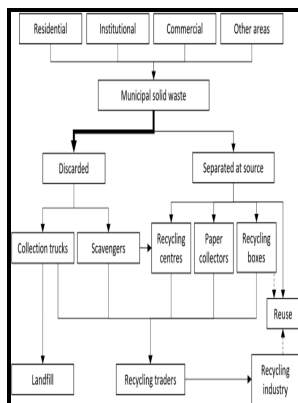 Residential
Institutional
Commercial
Other areas
Municipal solid waste
Discarded
Separated at source
Collection trucks
Scavengers
Recycling
centres
Paper
collectors
Recycling
boxes
Reuse
Landfill
Recycling traders
Recycling
industry